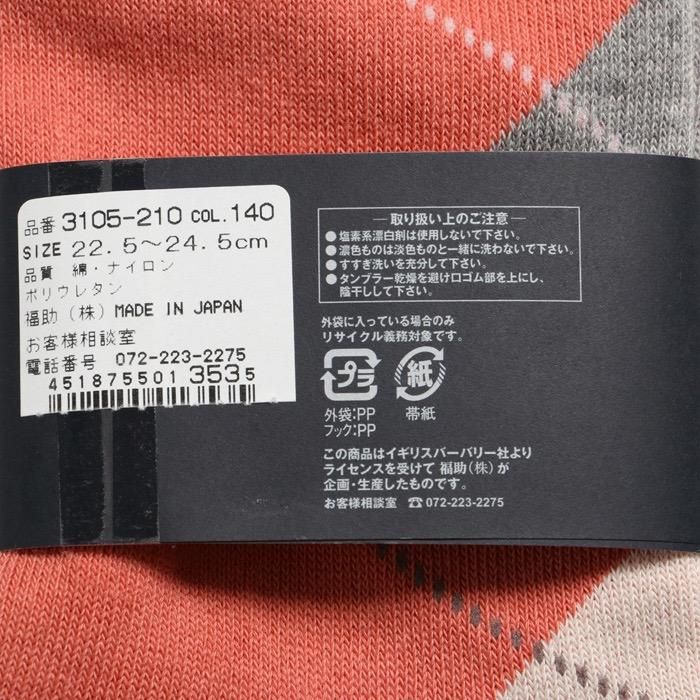 品番 3105-210 COL.140
SIZE 22.5〜24.5cm
品質 綿・ナイロン
ポリウレタン
福助（株）MADE IN JAPAN
お客様相談室
電話番号 072-223-2275
4518755013535
取り扱い上のご注意
●塩素系漂白剤は使用しないで下さい。
●濃色ものは淡色ものと一緒に洗わないで下さい。
●すすぎ洗いを充分して下さい。
●タンブラー乾燥を避け口ゴム部を上にし、
陰干しして下さい。
外袋に入っている場合のみ
リサイクル義務対象です。
プラ 紙
外袋:PP 帯紙
フック:PP
この商品はイギリスバーバリー社より
ライセンスを受けて 福助(株)が
企画・生産したものです。
お客様相談室 ☎072-223-2275